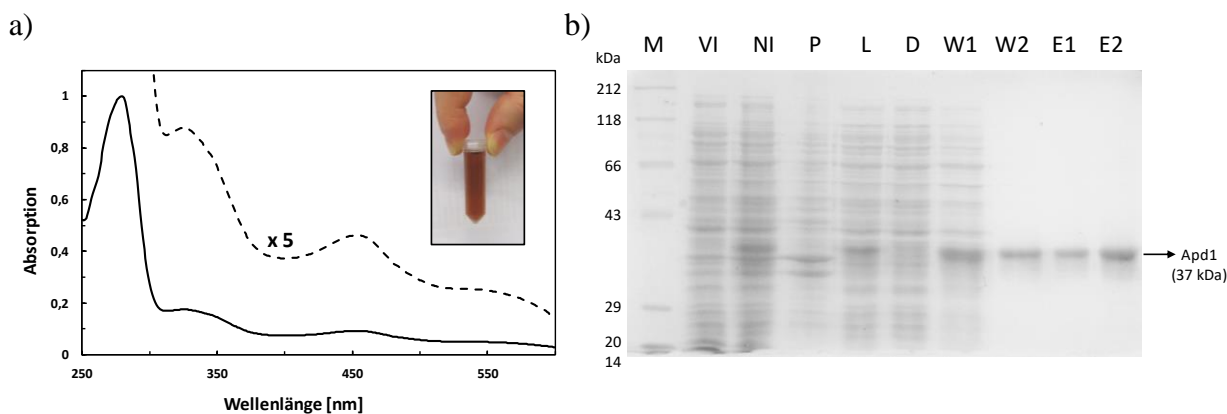 a)
Absorption
1
0,8
0,6
0,4
0,2
0
x 5
250 350 450 550
Wellenlänge [nm]
b)
kDa M VI NI P L D W1 W2 E1 E2
212
118
66
43
29
20
14
Apd1
(37 kDa)